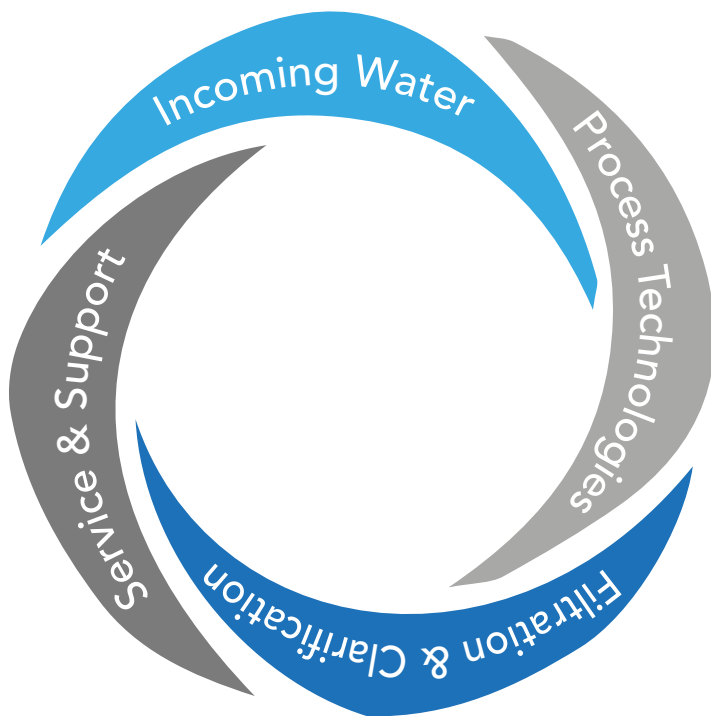 Incoming Water
Process Technologies
Filtration & Clarification
Service & Support